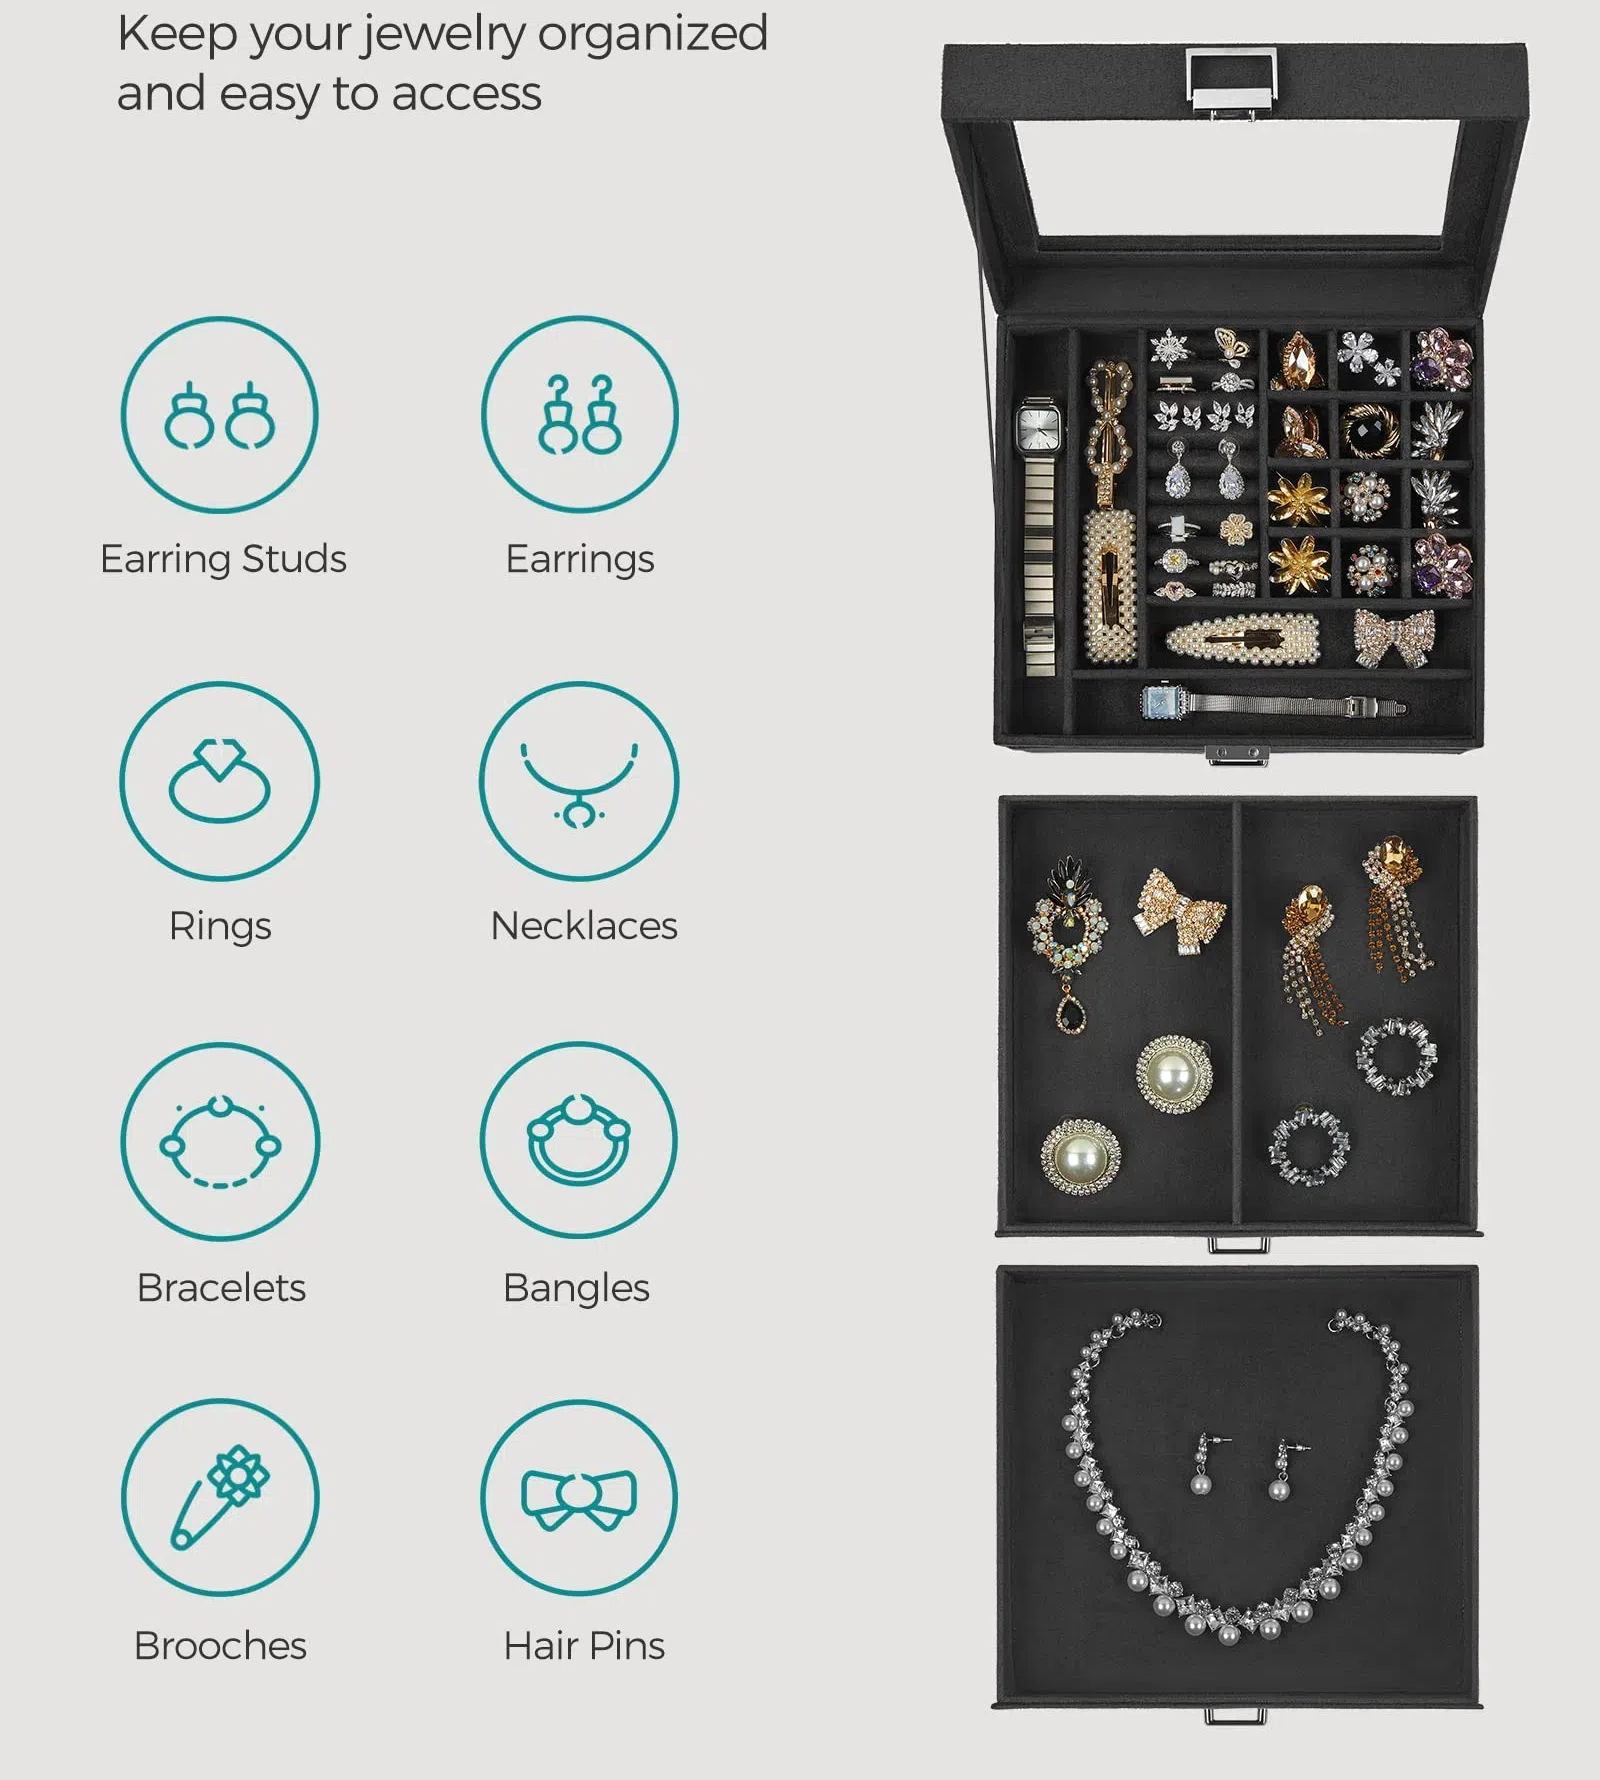 Keep your jewelry organized
and easy to access
Earring Studs
Earrings
Rings
Necklaces
Bracelets
Bangles
Brooches
Hair Pins